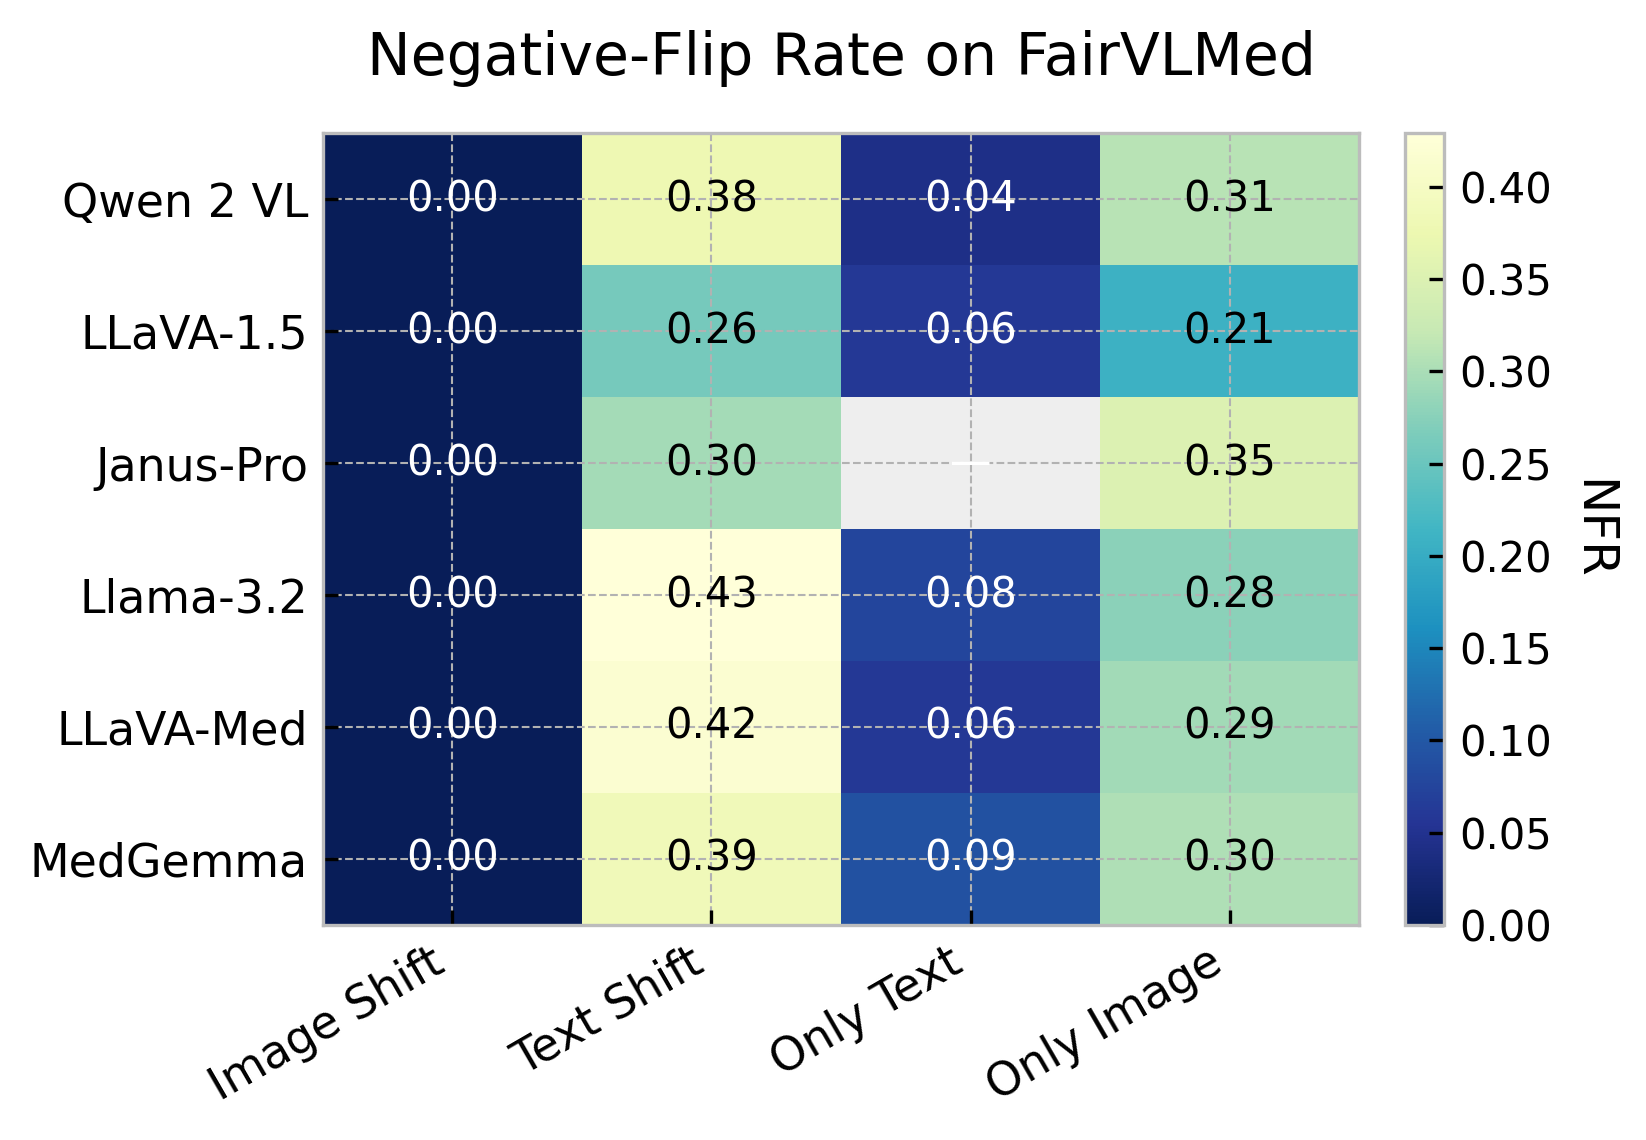 Negative-Flip Rate on FairVLMed
Qwen 2 VL 0.00 0.38 0.04 0.31
LLaVA-1.5 0.00 0.26 0.06 0.21
Janus-Pro 0.00 0.30 — 0.35
Llama-3.2 0.00 0.43 0.08 0.28
LLaVA-Med 0.00 0.42 0.06 0.29
MedGemma 0.00 0.39 0.09 0.30
Image Shift Text Shift Only Text Only Image
0.40
0.35
0.30
0.25
0.20
0.15
0.10
0.05
0.00
NFR